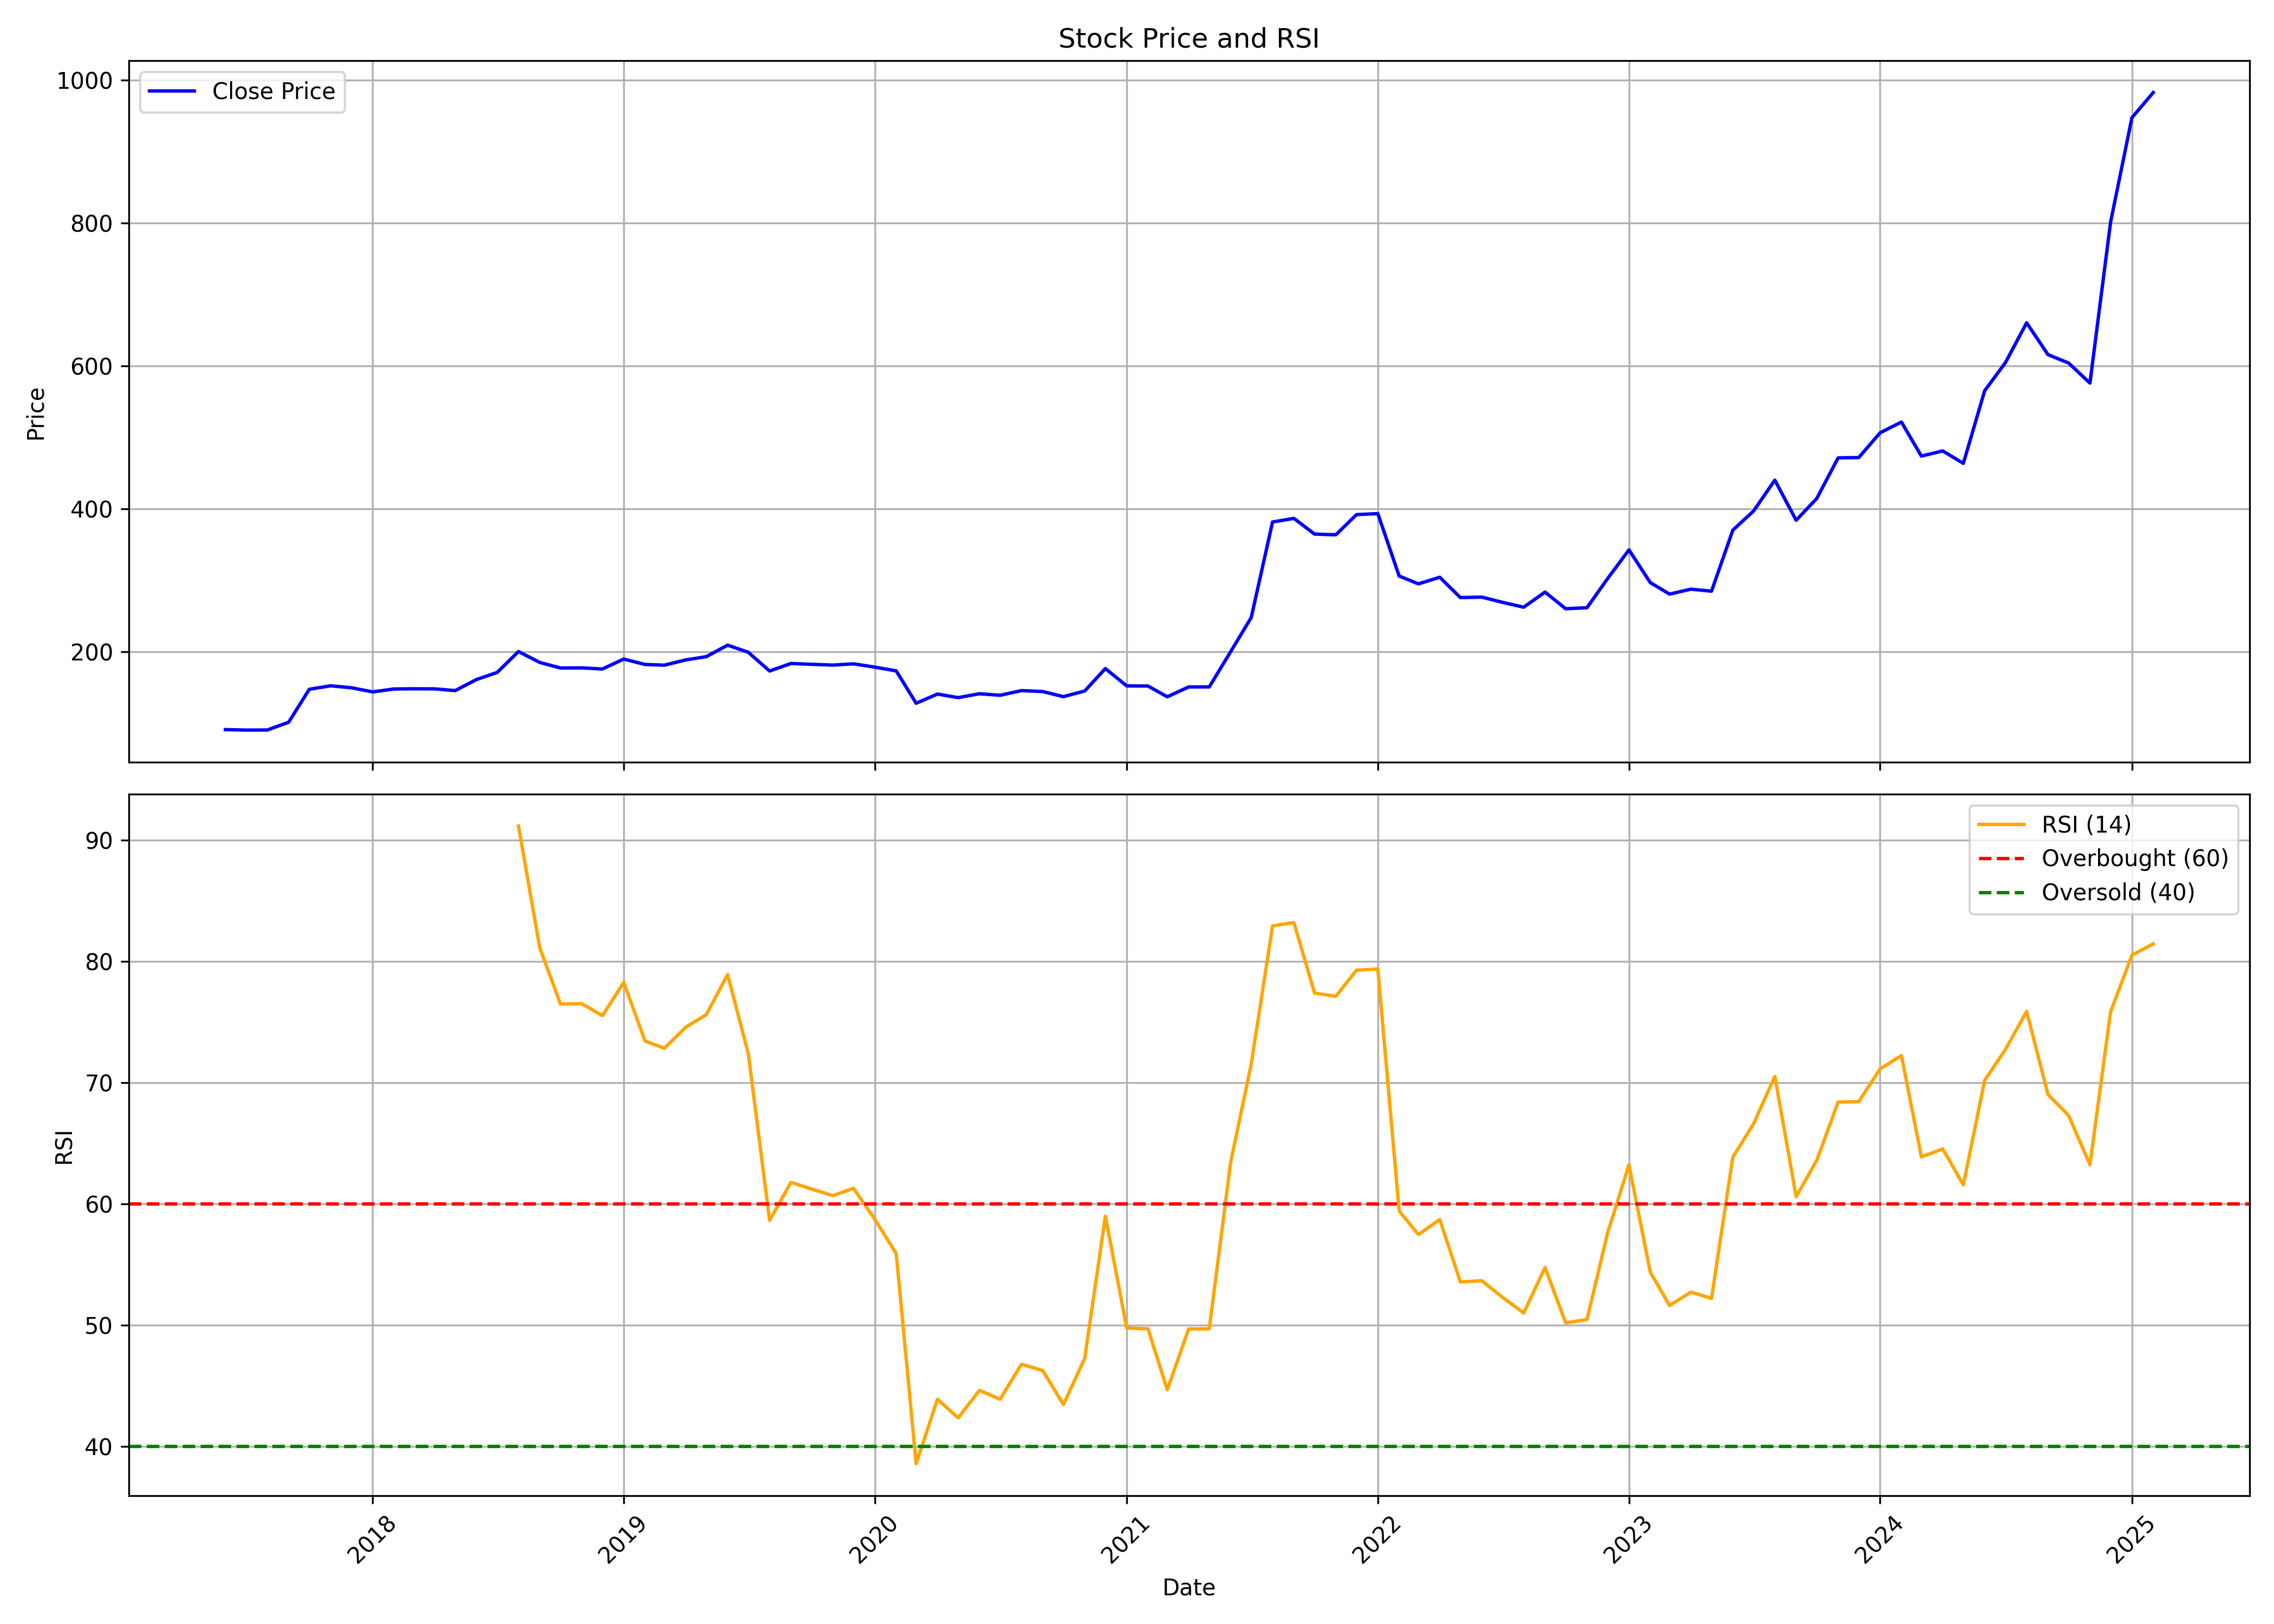 Stock Price and RSI
Close Price
Price
1000
800
600
400
200
RSI (14)
Overbought (60)
Oversold (40)
RSI
90
80
70
60
50
40
2018
2019
2020
2021
2022
2023
2024
2025
Date